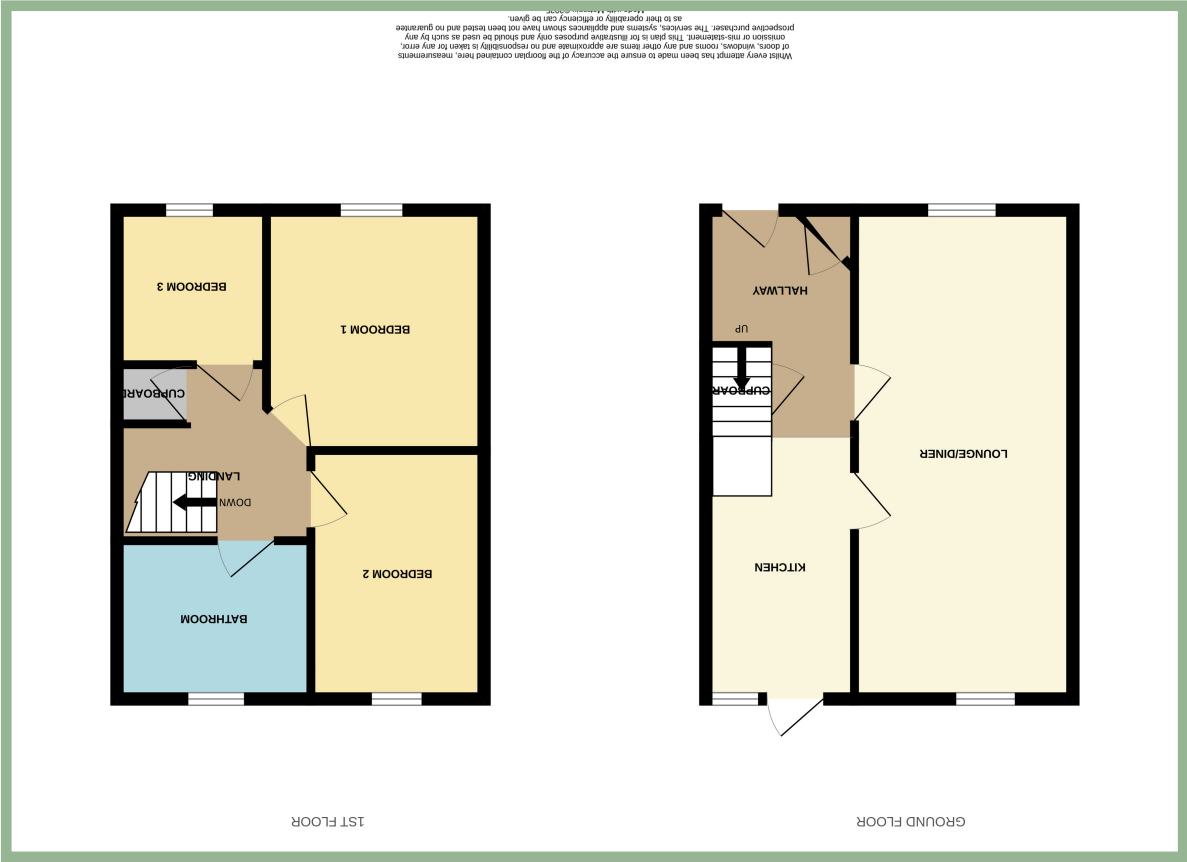 GROUND FLOOR
1ST FLOOR
KITCHEN
LOUNGE/DINER
CUPBOARD
UP
HALLWAY
BATHROOM
BEDROOM 2
DOWN
LANDING
CUPBOARD
BEDROOM 1
BEDROOM 3
Whilst every attempt has been made to ensure the accuracy of the floorplan contained here, measurements
of doors, windows, rooms and any other items are approximate and no responsibility is taken for any error,
omission or mis-statement. This plan is for illustrative purposes only and should be used as such by any
prospective purchaser. The services, systems and appliances shown have not been tested and no guarantee
as to their operability or efficiency can be given.
Made with Metropix ©2025